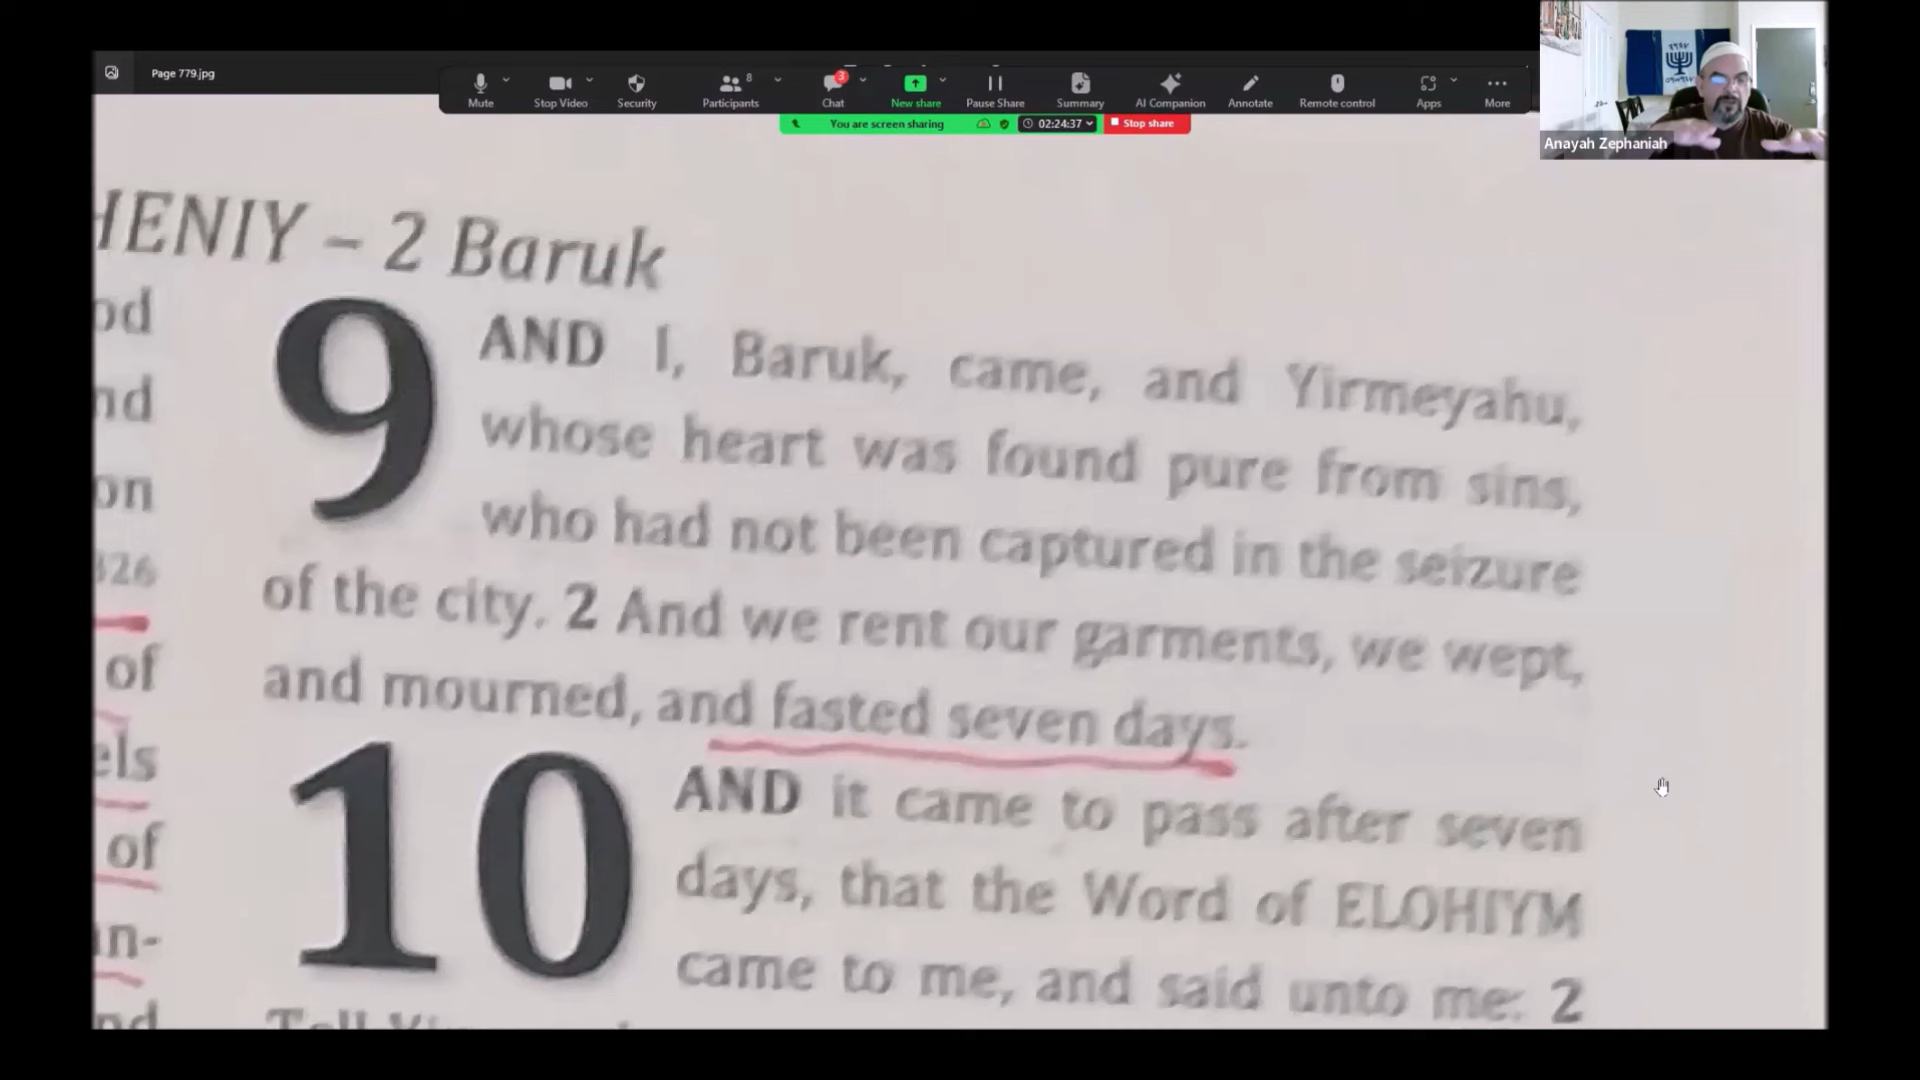 Page 779.jpg
Mute
Stop Video
Security
8
Participants
3
Chat
New share
Pause Share
Summary
AI Companion
Annotate
Remote control
Apps
More
You are screen sharing
02:24:37
Stop share
Anayah Zephaniah
HENIY – 2 Baruk
od
nd
on
326
of
els
of
an-
nd
9 AND I, Baruk, came, and Yirmeyahu,
whose heart was found pure from sins,
who had not been captured in the seizure
of the city. 2 And we rent our garments, we wept,
and mourned, and fasted seven days.
10 AND it came to pass after seven
days, that the Word of ELOHIYM
came to me, and said unto me: 2
Tell